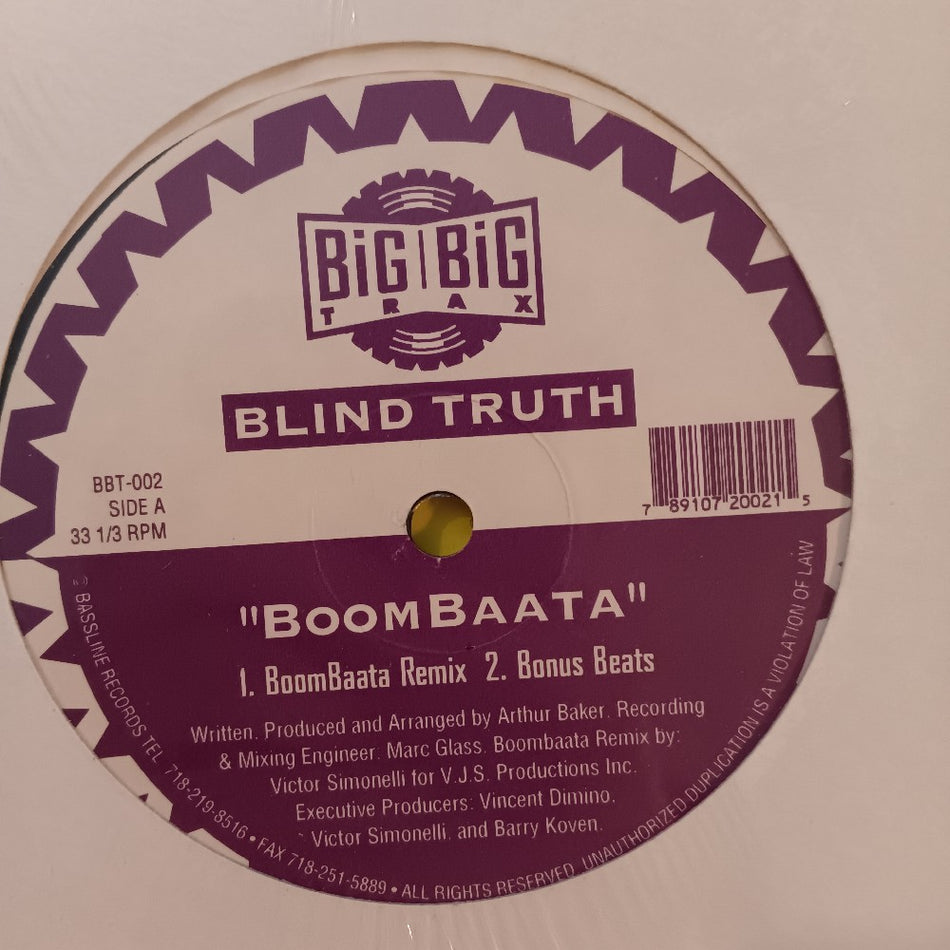 BiG BiG
TRAX
BLIND TRUTH
BBT-002
SIDE A
33 1/3 RPM
7 89107 20021 5
"BOOMBAATA"
1. BoomBaata Remix 2. Bonus Beats
Written. Produced and Arranged by Arthur Baker. Recording
& Mixing Engineer: Marc Glass. Boombaata Remix by:
Victor Simonelli for V.J.S. Productions Inc.
Executive Producers: Vincent Dimino,
Victor Simonelli, and Barry Koven.
BASSLINE RECORDS TEL 718-219-8516 • FAX 718-251-5889 • ALL RIGHTS RESERVED. UNAUTHORIZED DUPLICATION IS A VIOLATION OF LAW